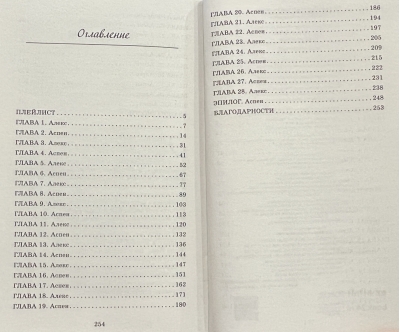 Оглавление
ПЛЕЙЛИСТ 5
ГЛАВА 1. Алекс 7
ГЛАВА 2. Аспен 14
ГЛАВА 3. Алекс 31
ГЛАВА 4. Аспен 41
ГЛАВА 5. Алекс 52
ГЛАВА 6. Аспен 67
ГЛАВА 7. Алекс 77
ГЛАВА 8. Аспен 89
ГЛАВА 9. Алекс 103
ГЛАВА 10. Аспен 113
ГЛАВА 11. Алекс 120
ГЛАВА 12. Аспен 132
ГЛАВА 13. Алекс 136
ГЛАВА 14. Аспен 144
ГЛАВА 15. Алекс 147
ГЛАВА 16. Алекс 151
ГЛАВА 17. Аспен 162
ГЛАВА 18. Алекс 171
ГЛАВА 19. Аспен 180
254
ГЛАВА 20. Аспен 186
ГЛАВА 21. Алекс 194
ГЛАВА 22. Аспен 197
ГЛАВА 23. Алекс 205
ГЛАВА 24. Алекс 209
ГЛАВА 25. Аспен 215
ГЛАВА 26. Алекс 222
ГЛАВА 27. Аспен 231
ГЛАВА 28. Алекс 238
ЭПИЛОГ. Аспен 248
БЛАГОДАРНОСТИ 253